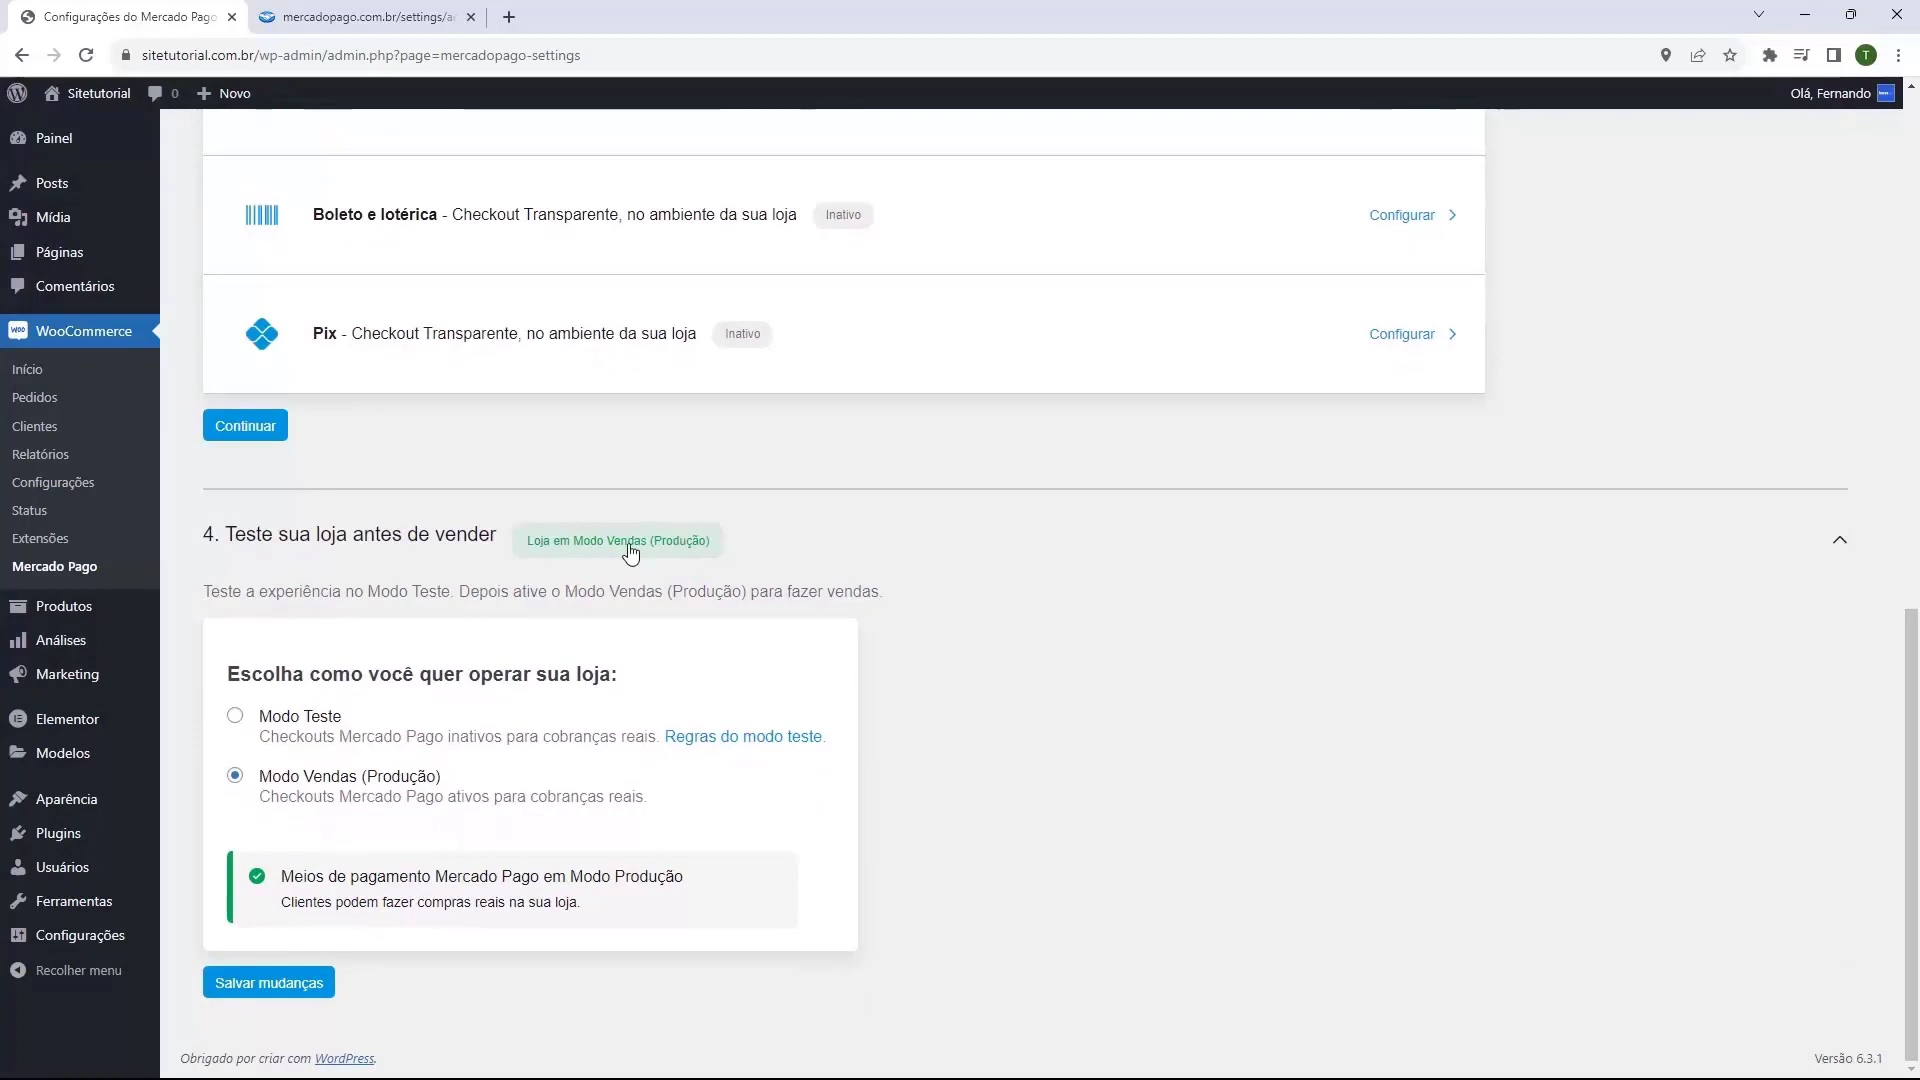 Configurações do Mercado Pago
mercadopago.com.br/settings/a
sitetutorial.com.br/wp-admin/admin.php?page=mercadopago-settings
T
Sitetutorial
0
Novo
Olá, Fernando
Painel
Posts
Mídia
Páginas
Comentários
WooCommerce
Início
Pedidos
Clientes
Relatórios
Configurações
Status
Extensões
Mercado Pago
Produtos
Análises
Marketing
Elementor
Modelos
Aparência
Plugins
Usuários
Ferramentas
Configurações
Recolher menu
Boleto e lotérica - Checkout Transparente, no ambiente da sua loja
Inativo
Configurar
Pix - Checkout Transparente, no ambiente da sua loja
Inativo
Configurar
Continuar
4. Teste sua loja antes de vender
Loja em Modo Vendas (Produção)
Teste a experiência no Modo Teste. Depois ative o Modo Vendas (Produção) para fazer vendas.
Escolha como você quer operar sua loja:
Modo Teste
Checkouts Mercado Pago inativos para cobranças reais. Regras do modo teste.
Modo Vendas (Produção)
Checkouts Mercado Pago ativos para cobranças reais.
Meios de pagamento Mercado Pago em Modo Produção
Clientes podem fazer compras reais na sua loja.
Salvar mudanças
Obrigado por criar com WordPress.
Versão 6.3.1